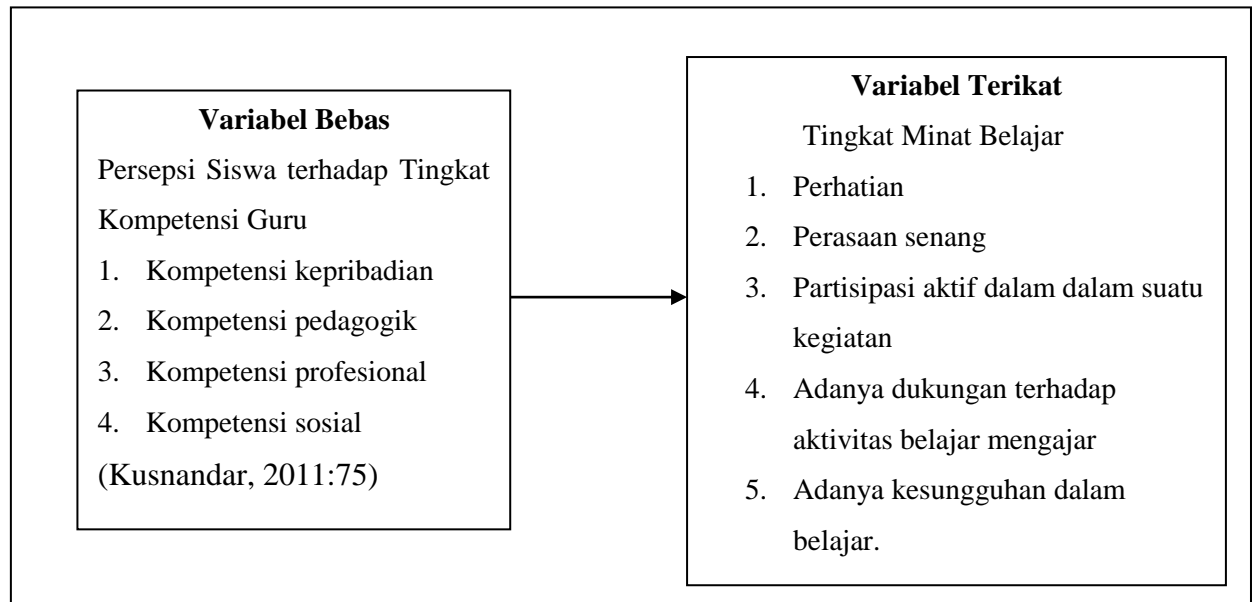 Variabel Bebas
Persepsi Siswa terhadap Tingkat
Kompetensi Guru
1. Kompetensi kepribadian
2. Kompetensi pedagogik
3. Kompetensi profesional
4. Kompetensi sosial
(Kusnandar, 2011:75)
Variabel Terikat
Tingkat Minat Belajar
1. Perhatian
2. Perasaan senang
3. Partisipasi aktif dalam dalam suatu
kegiatan
4. Adanya dukungan terhadap
aktivitas belajar mengajar
5. Adanya kesungguhan dalam
belajar.